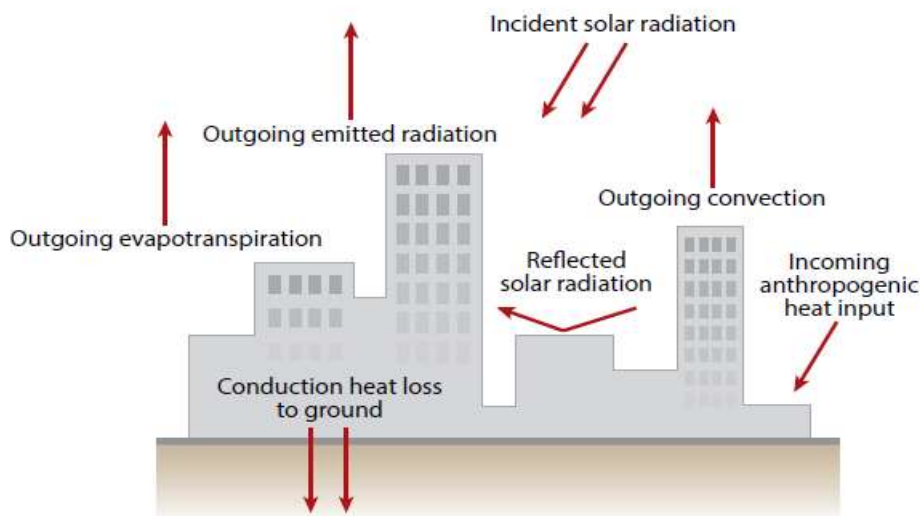 Incident solar radiation
Outgoing emitted radiation
Outgoing convection
Outgoing evapotranspiration
Reflected
solar radiation
Incoming
anthropogenic
heat input
Conduction heat loss
to ground